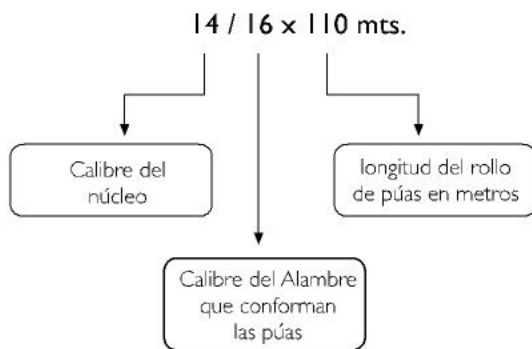 14 / 16 x 110 mts.
Calibre del
núcleo
longitud del rollo
de púas en metros
Calibre del Alambre
que conforman
las púas